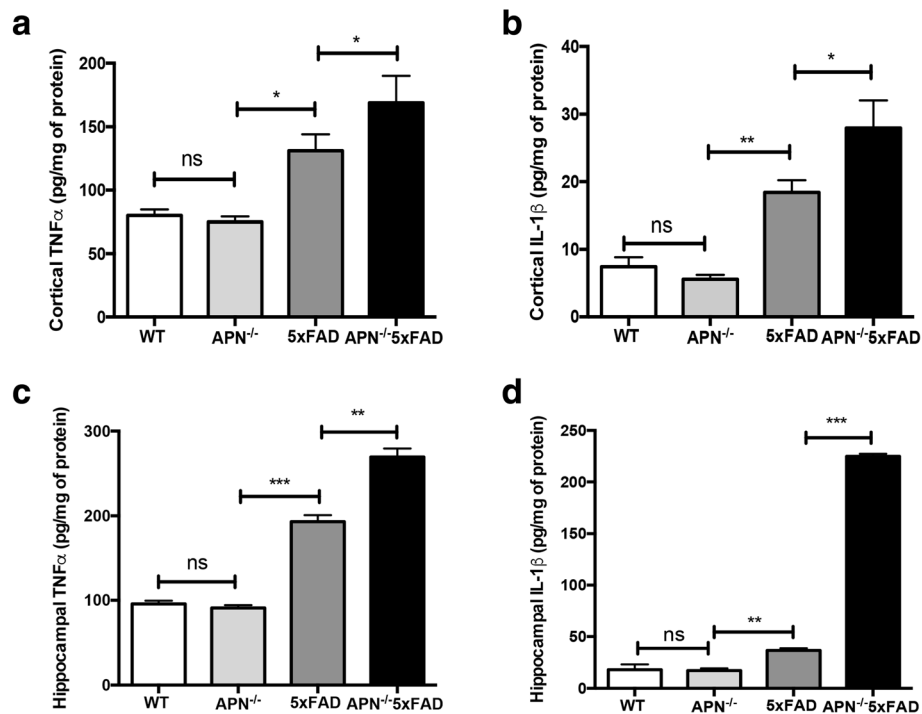 a
Cortical TNFα (pg/mg of protein)
200
150
100
50
0
ns
*
*
WT
APN-/-
5xFAD
APN-/-5xFAD
b
Cortical IL-1β (pg/mg of protein)
40
30
20
10
0
ns
**
*
WT
APN-/-
5xFAD
APN-/-5xFAD
c
Hippocampal TNFα (pg/mg of protein)
300
200
100
0
ns
***
**
WT
APN-/-
5xFAD
APN-/-5xFAD
d
Hippocampal IL-1β (pg/mg of protein)
250
200
150
100
50
0
ns
**
***
WT
APN-/-
5xFAD
APN-/-5xFAD